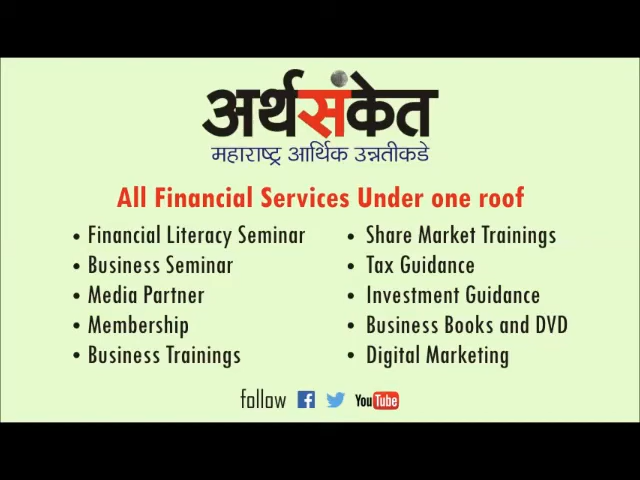 अर्थसंकेत
महाराष्ट्र आर्थिक उन्नतीकडे
All Financial Services Under one roof
• Financial Literacy Seminar
• Business Seminar
• Media Partner
• Membership
• Business Trainings
• Share Market Trainings
• Tax Guidance
• Investment Guidance
• Business Books and DVD
• Digital Marketing
follow f YouTube